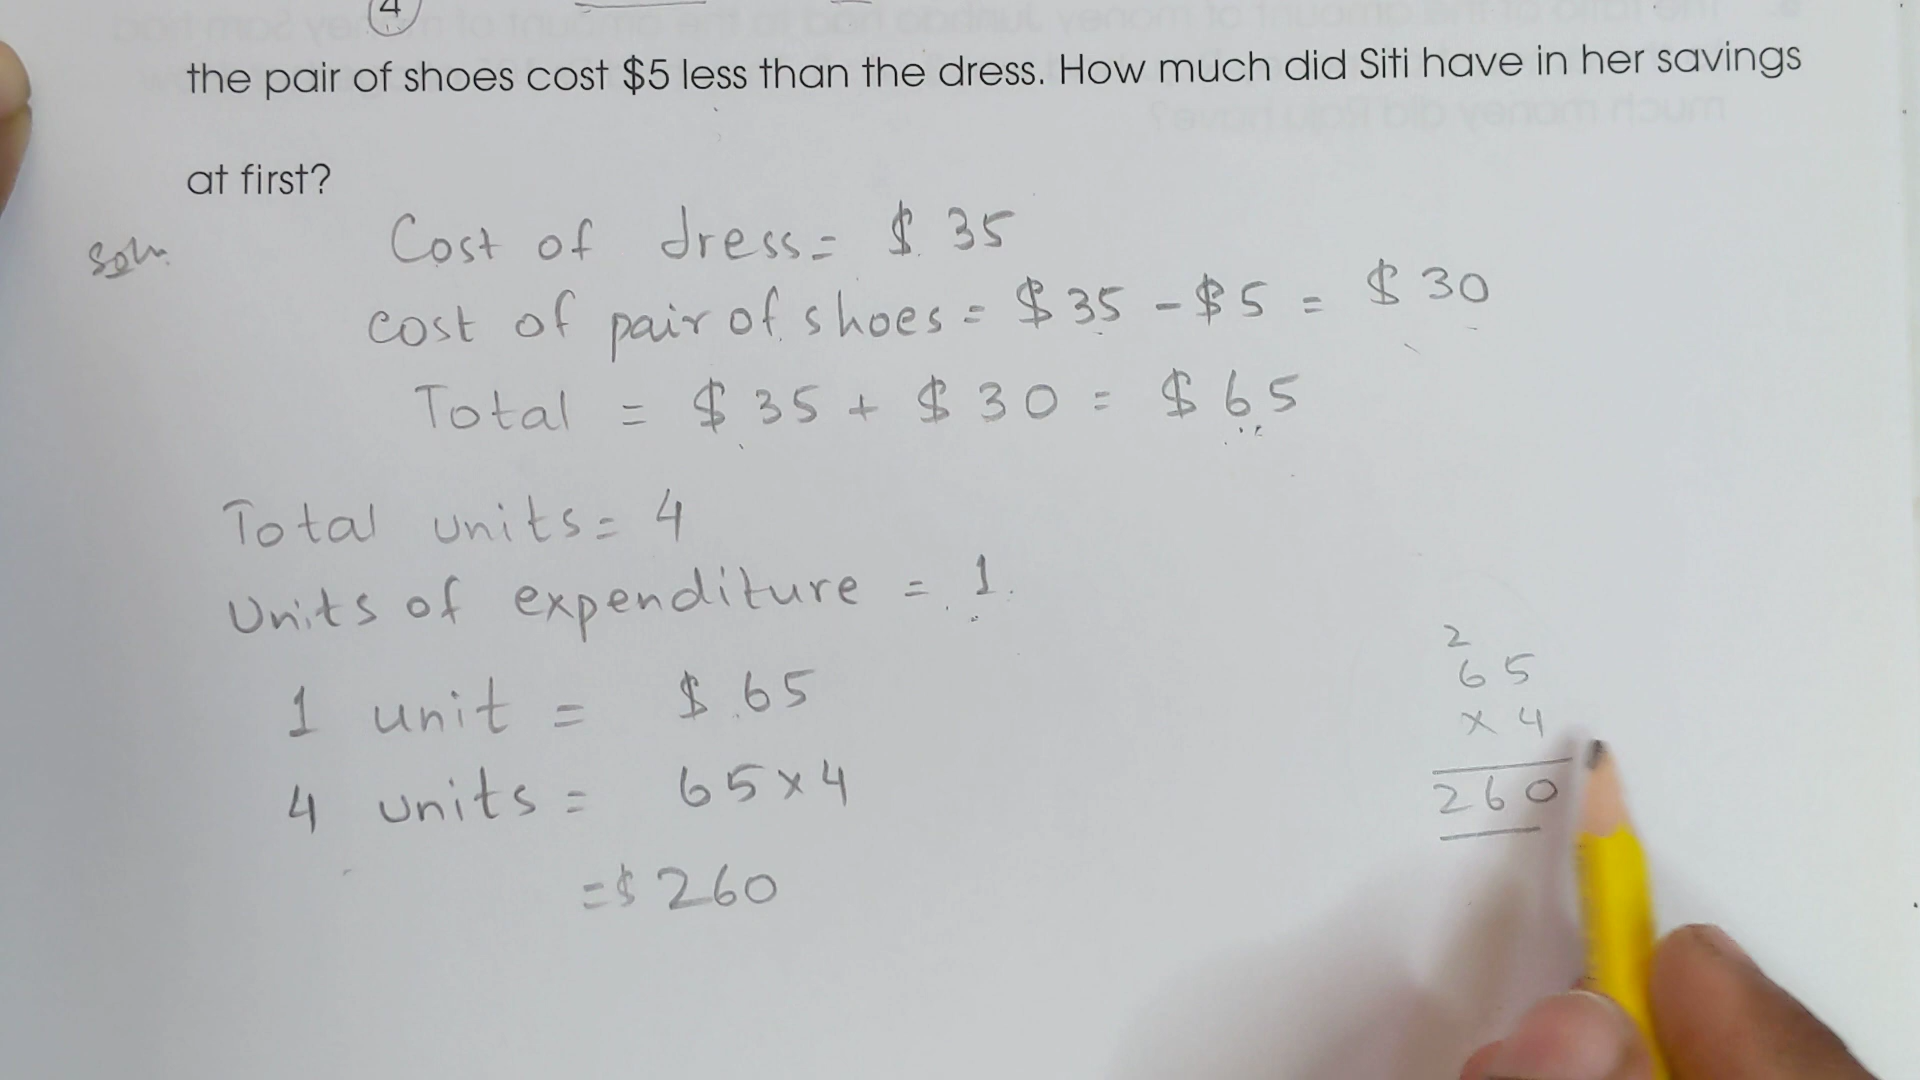 4
the pair of shoes cost $5 less than the dress. How much did Siti have in her savings
at first?
Soln. Cost of dress = $ 35
cost of pair of shoes = $ 35 - $ 5 = $ 30
Total = $ 35 + $ 30 = $ 65
Total units = 4
Units of expenditure = 1.
1 unit = $ 65
4 units = 65 x 4
= $ 260
2
65
x 4
260